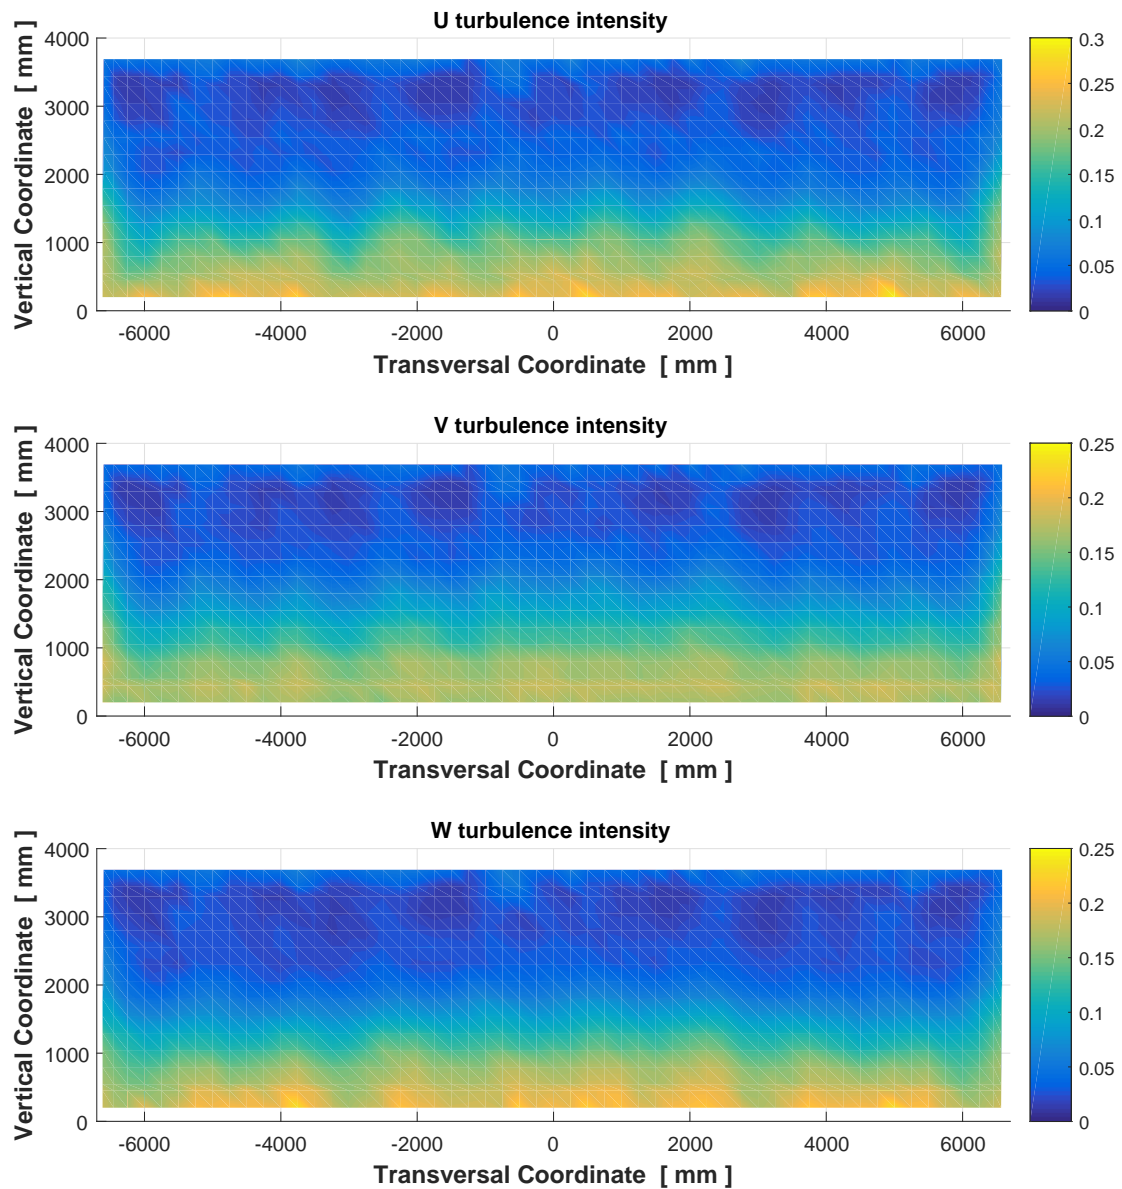 U turbulence intensity
Vertical Coordinate [ mm ]
4000
3000
2000
1000
0
-6000 -4000 -2000 0 2000 4000 6000
Transversal Coordinate [ mm ]
0.3
0.25
0.2
0.15
0.1
0.05
0
V turbulence intensity
Vertical Coordinate [ mm ]
4000
3000
2000
1000
0
-6000 -4000 -2000 0 2000 4000 6000
Transversal Coordinate [ mm ]
0.25
0.2
0.15
0.1
0.05
0
W turbulence intensity
Vertical Coordinate [ mm ]
4000
3000
2000
1000
0
-6000 -4000 -2000 0 2000 4000 6000
Transversal Coordinate [ mm ]
0.25
0.2
0.15
0.1
0.05
0